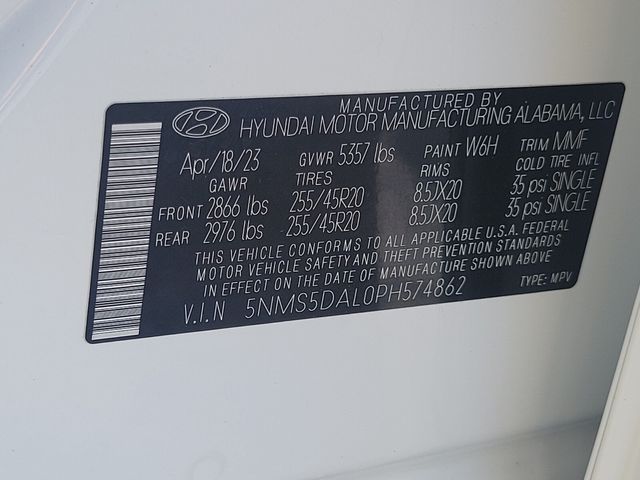 MANUFACTURED BY
HYUNDAI MOTOR MANUFACTURING ALABAMA, LLC
Apr/18/23 GVWR 5357 lbs PAINT W6H TRIM MMF
GAWR TIRES RIMS COLD TIRE INFL
FRONT 2866 lbs 255/45R20 8.5JX20 35 psi SINGLE
REAR 2976 lbs 255/45R20 8.5JX20 35 psi SINGLE
THIS VEHICLE CONFORMS TO ALL APPLICABLE U.S.A. FEDERAL
MOTOR VEHICLE SAFETY AND THEFT PREVENTION STANDARDS
IN EFFECT ON THE DATE OF MANUFACTURE SHOWN ABOVE
V.I.N 5NMS5DAL0PH574862 TYPE: MPV